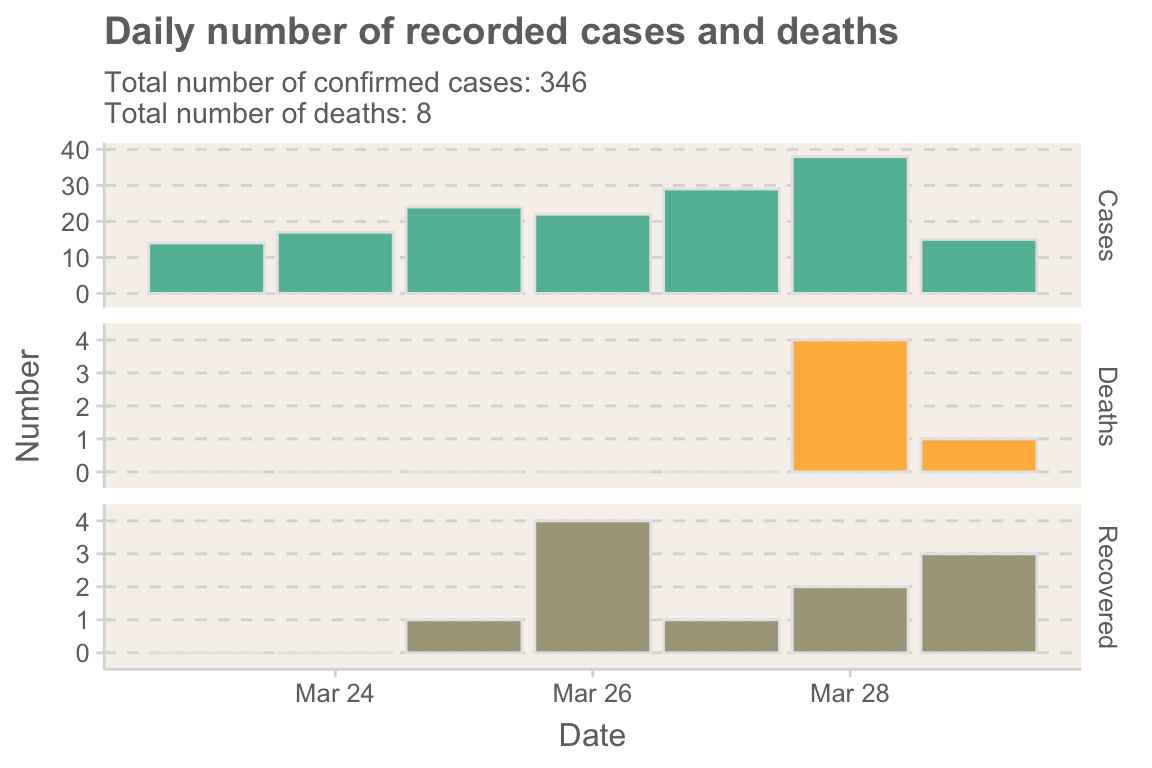 Daily number of recorded cases and deaths
Total number of confirmed cases: 346
Total number of deaths: 8
40
30
20
10
0
Cases
4
3
2
1
0
Deaths
4
3
2
1
0
Recovered
Number
Mar 24
Mar 26
Mar 28
Date